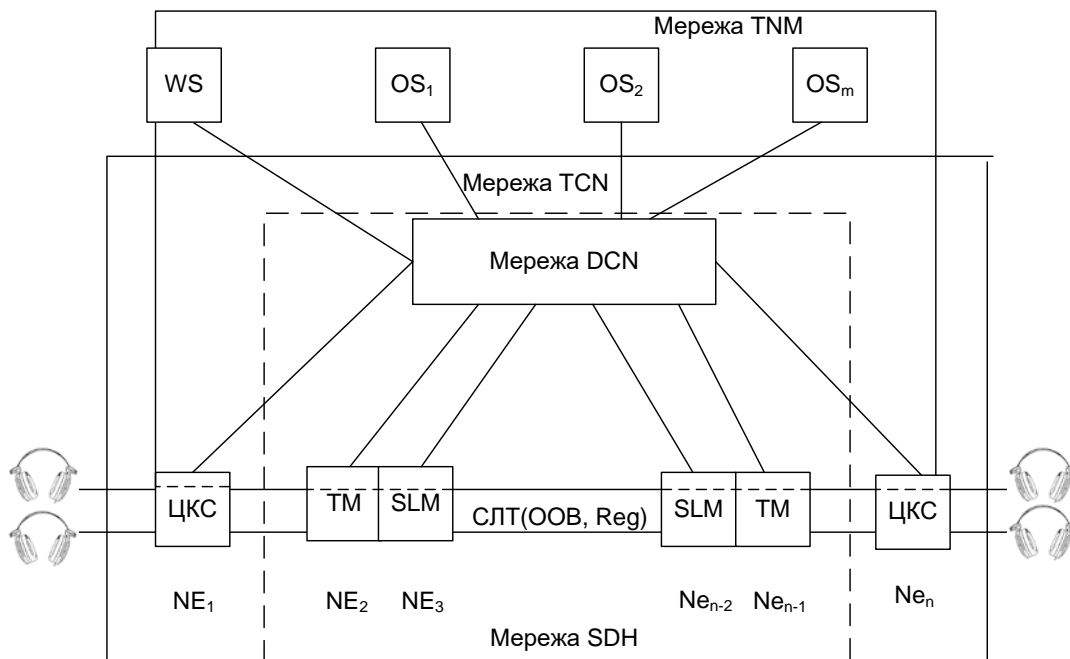 Мережа TNM
WS
OS₁
OS₂
OSₘ
Мережа TCN
Мережа DCN
ЦКС
TM
SLM
СЛТ(ООВ, Reg)
SLM
TM
ЦКС
NE₁
NE₂
NE₃
Neₙ₋₂
Neₙ₋₁
Neₙ
Мережа SDH